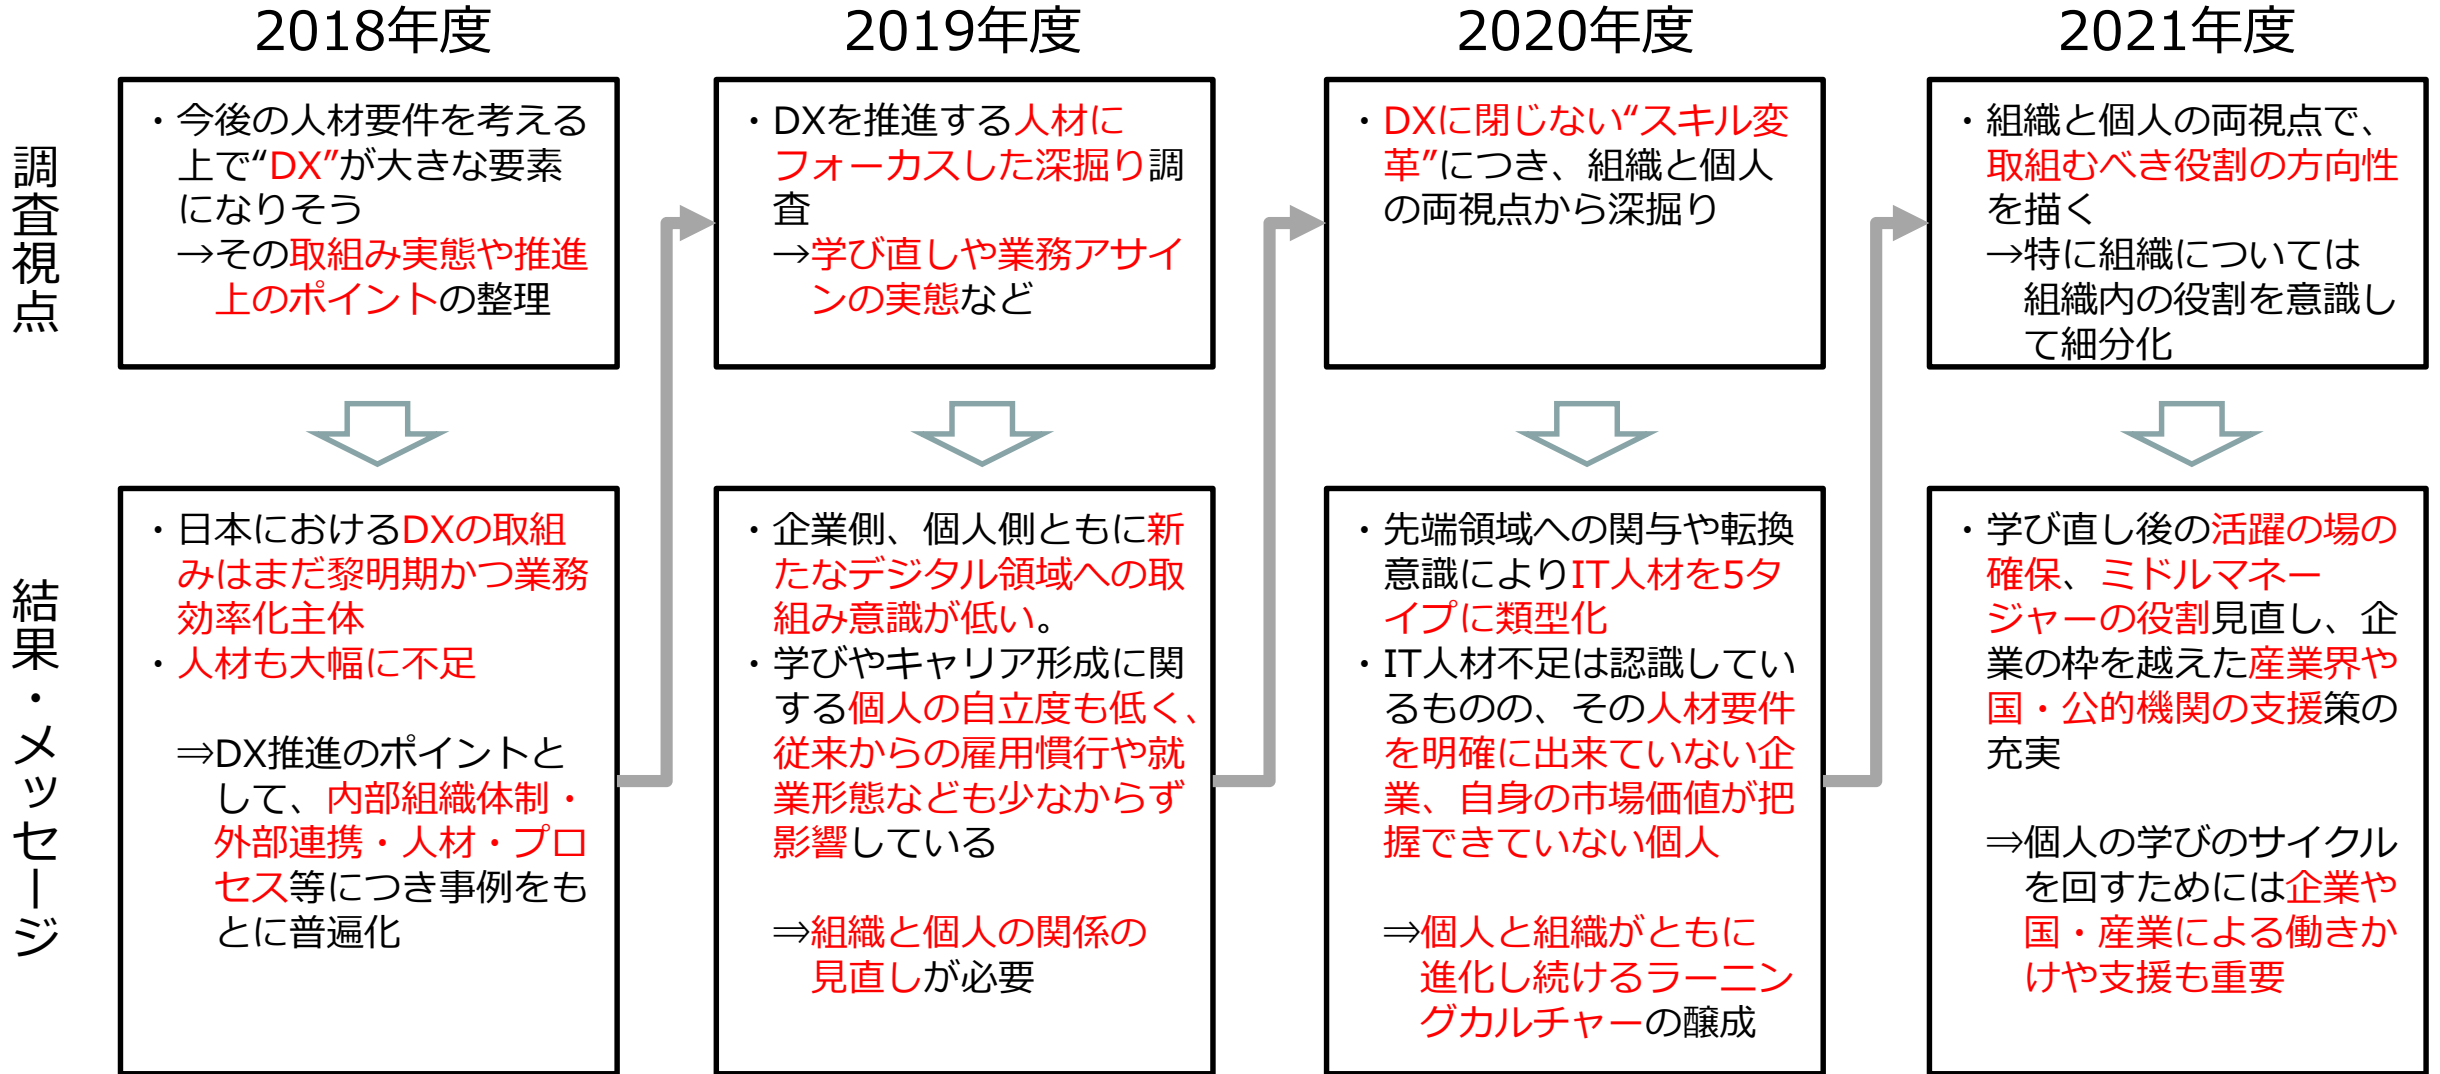 2018年度
2019年度
2020年度
2021年度
調査視点
・今後の人材要件を考える
上で“DX”が大きな要素
になりそう
→その取組み実態や推進
上のポイントの整理
・DXを推進する人材に
フォーカスした深掘り調
査
→学び直しや業務アサイ
ンの実態など
・DXに閉じない“スキル変
革”につき、組織と個人
の両視点から深掘り
・組織と個人の両視点で、
取組むべき役割の方向性
を描く
→特に組織については
組織内の役割を意識し
て細分化
結果・メッセージ
・日本におけるDXの取組
みはまだ黎明期かつ業務
効率化主体
・人材も大幅に不足
⇒DX推進のポイントと
して、内部組織体制・
外部連携・人材・プロ
セス等につき事例をも
とに普遍化
・企業側、個人側ともに新
たなデジタル領域への取
組み意識が低い。
・学びやキャリア形成に関
する個人の自立度も低く、
従来からの雇用慣行や就
業形態なども少なからず
影響している
⇒組織と個人の関係の
見直しが必要
・先端領域への関与や転換
意識によりIT人材を5タ
イプに類型化
・IT人材不足は認識してい
るものの、その人材要件
を明確に出来ていない企
業、自身の市場価値が把
握できていない個人
⇒個人と組織がともに
進化し続けるラーニン
グカルチャーの醸成
・学び直し後の活躍の場の
確保、ミドルマネー
ジャーの役割見直し、企
業の枠を越えた産業界や
国・公的機関の支援策の
充実
⇒個人の学びのサイクル
を回すためには企業や
国・産業による働きか
けや支援も重要